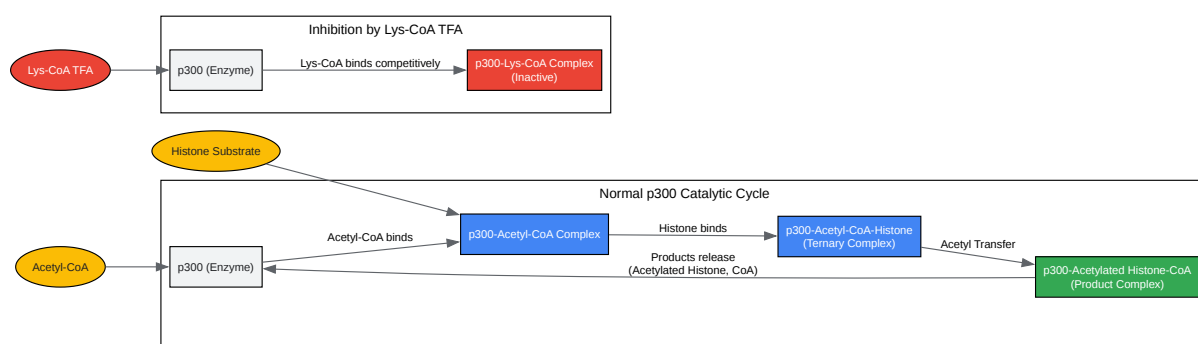 Inhibition by Lys-CoA TFA
Lys-CoA TFA
p300 (Enzyme)
Lys-CoA binds competitively
p300-Lys-CoA Complex
(Inactive)
Histone Substrate
Normal p300 Catalytic Cycle
Acetyl-CoA
p300 (Enzyme)
Acetyl-CoA binds
p300-Acetyl-CoA Complex
Histone binds
p300-Acetyl-CoA-Histone
(Ternary Complex)
Acetyl Transfer
Products release
(Acetylated Histone, CoA)
p300-Acetylated Histone-CoA
(Product Complex)